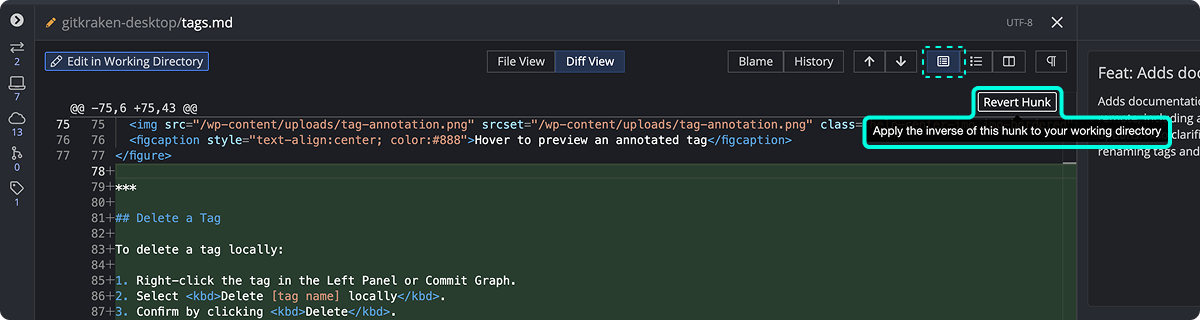 gitkraken-desktop/tags.md
UTF-8
2
7
13
0
1
Edit in Working Directory
File View
Diff View
Blame
History
Feat: Adds doc
Adds documentatio
including a
clarifi
renaming tags and
@@ -75,6 +75,43 @@
Revert Hunk
Apply the inverse of this hunk to your working directory
75 75 <img src="/wp-content/uploads/tag-annotation.png" srcset="/wp-content/uploads/tag-annotation.png" class=
76 76 <figcaption style="text-align:center; color:#888">Hover to preview an annotated tag</figcaption>
77 77 </figure>
78+
79+ ***
80+
81+ ## Delete a Tag
82+
83+ To delete a tag locally:
84+
85+ 1. Right-click the tag in the Left Panel or Commit Graph.
86+ 2. Select <kbd>Delete [tag name] locally</kbd>.
87+ 3. Confirm by clicking <kbd>Delete</kbd>.